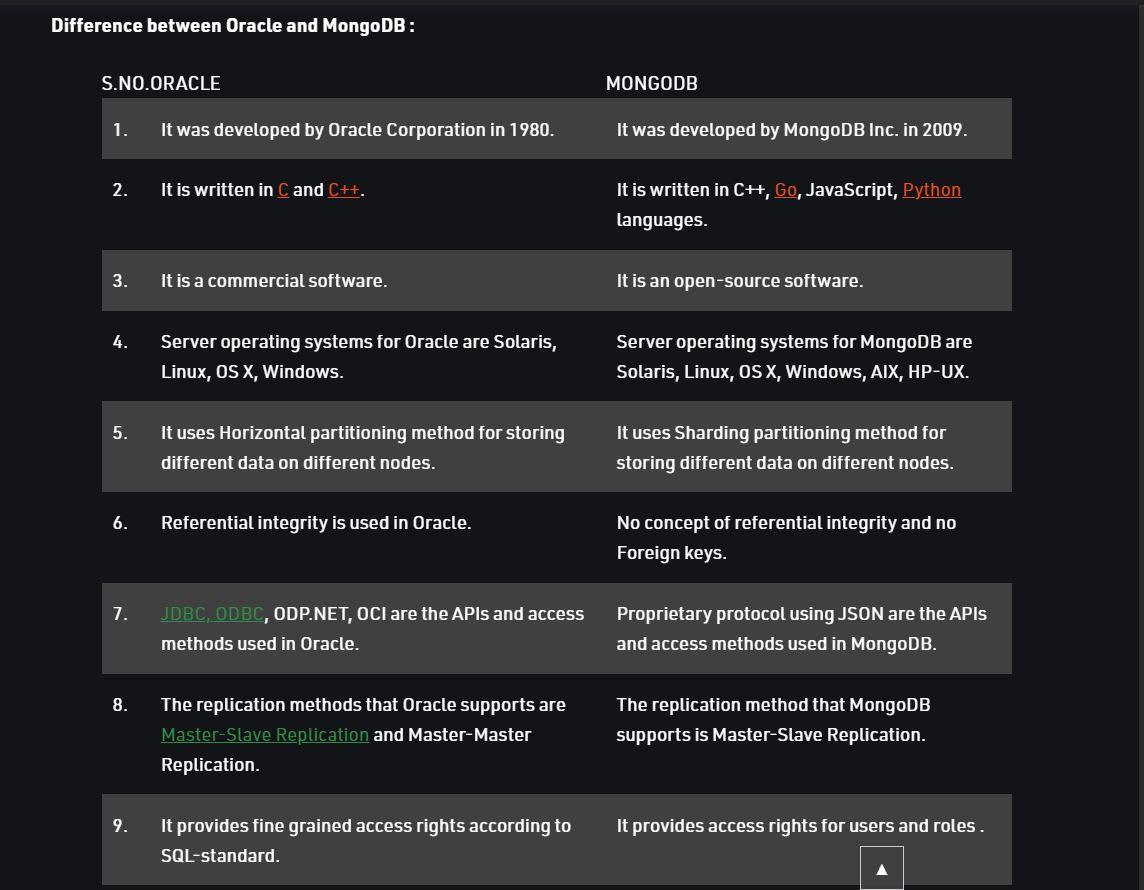 Difference between Oracle and MongoDB :
S.NO.ORACLE MONGODB
1. It was developed by Oracle Corporation in 1980. It was developed by MongoDB Inc. in 2009.
2. It is written in C and C++. It is written in C++, Go, JavaScript, Python
languages.
3. It is a commercial software. It is an open-source software.
4. Server operating systems for Oracle are Solaris, Server operating systems for MongoDB are
Linux, OS X, Windows. Solaris, Linux, OS X, Windows, AIX, HP-UX.
5. It uses Horizontal partitioning method for storing It uses Sharding partitioning method for
different data on different nodes. storing different data on different nodes.
6. Referential integrity is used in Oracle. No concept of referential integrity and no
Foreign keys.
7. JDBC, ODBC, ODP.NET, OCI are the APIs and access Proprietary protocol using JSON are the APIs
methods used in Oracle. and access methods used in MongoDB.
8. The replication methods that Oracle supports are The replication method that MongoDB
Master-Slave Replication and Master-Master supports is Master-Slave Replication.
Replication.
9. It provides fine grained access rights according to It provides access rights for users and roles .
SQL-standard.
▲